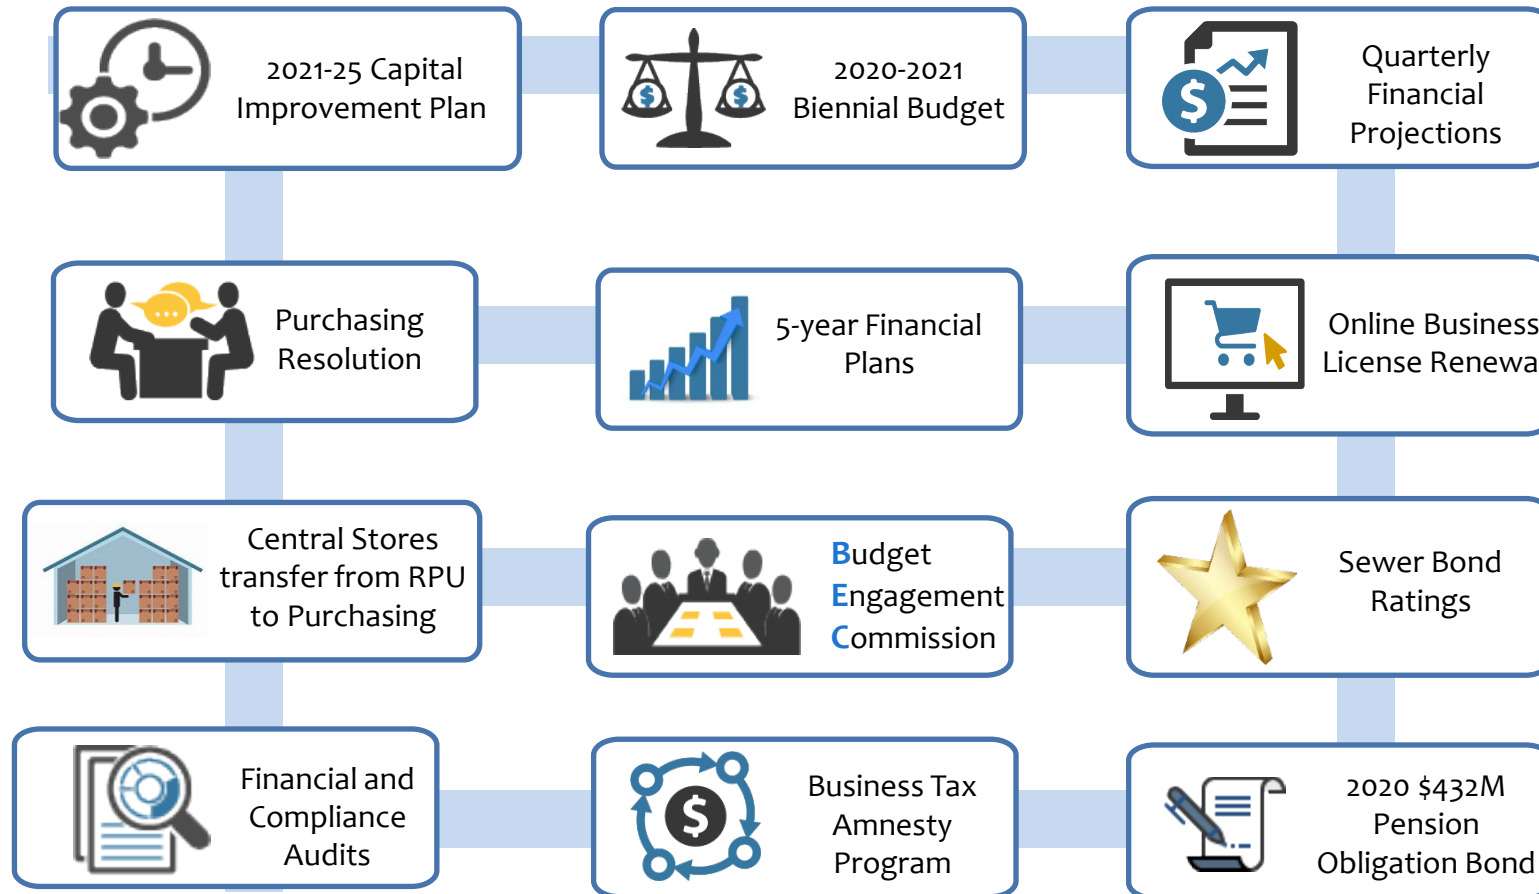 2021-25 Capital
Improvement Plan
2020-2021
Biennial Budget
Quarterly
Financial
Projections
Purchasing
Resolution
5-year Financial
Plans
Online Business
License Renewa
Central Stores
transfer from RPU
to Purchasing
Budget
Engagement
Commission
Sewer Bond
Ratings
Financial and
Compliance
Audits
Business Tax
Amnesty
Program
2020 $432M
Pension
Obligation Bond